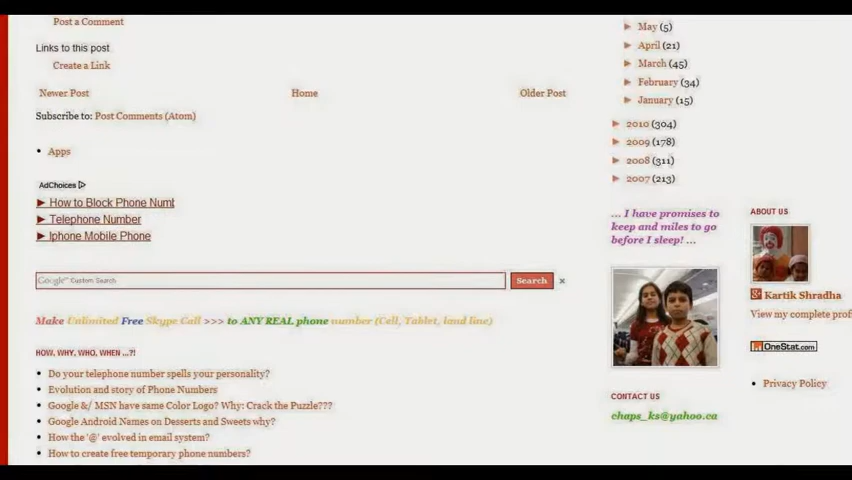 Post a Comment
Links to this post
Create a Link
Newer Post
Home
Older Post
Subscribe to: Post Comments (Atom)
Apps
AdChoices
► How to Block Phone Numb
► Telephone Number
► Iphone Mobile Phone
Google™ Custom Search
Search
×
Make Unlimited Free Skype Call >>> to ANY REAL phone number (Cell, Tablet, land line)
HOW, WHY, WHO, WHEN ...?!
Do your telephone number spells your personality?
Evolution and story of Phone Numbers
Google &/ MSN have same Color Logo? Why: Crack the Puzzle???
Google Android Names on Desserts and Sweets why?
How the '@' evolved in email system?
How to create free temporary phone numbers?
► May (5)
► April (21)
► March (45)
► February (34)
► January (15)
► 2010 (304)
► 2009 (178)
► 2008 (311)
► 2007 (213)
... I have promises to
keep and miles to go
before I sleep! ...
CONTACT US
chaps_ks@yahoo.ca
ABOUT US
Kartik Shradha
View my complete profi
OneStat.com
Privacy Policy